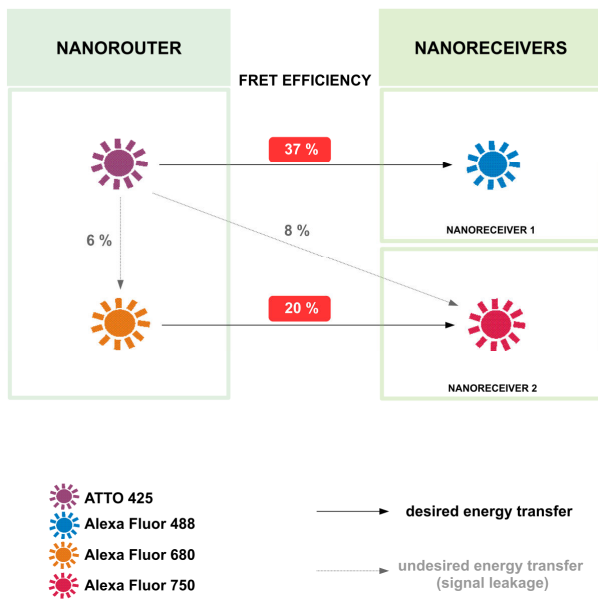 NANOROUTER
NANORECEIVERS
FRET EFFICIENCY
37 %
NANORECEIVER 1
6 %
8 %
20 %
NANORECEIVER 2
ATTO 425
Alexa Fluor 488
Alexa Fluor 680
Alexa Fluor 750
desired energy transfer
undesired energy transfer
(signal leakage)